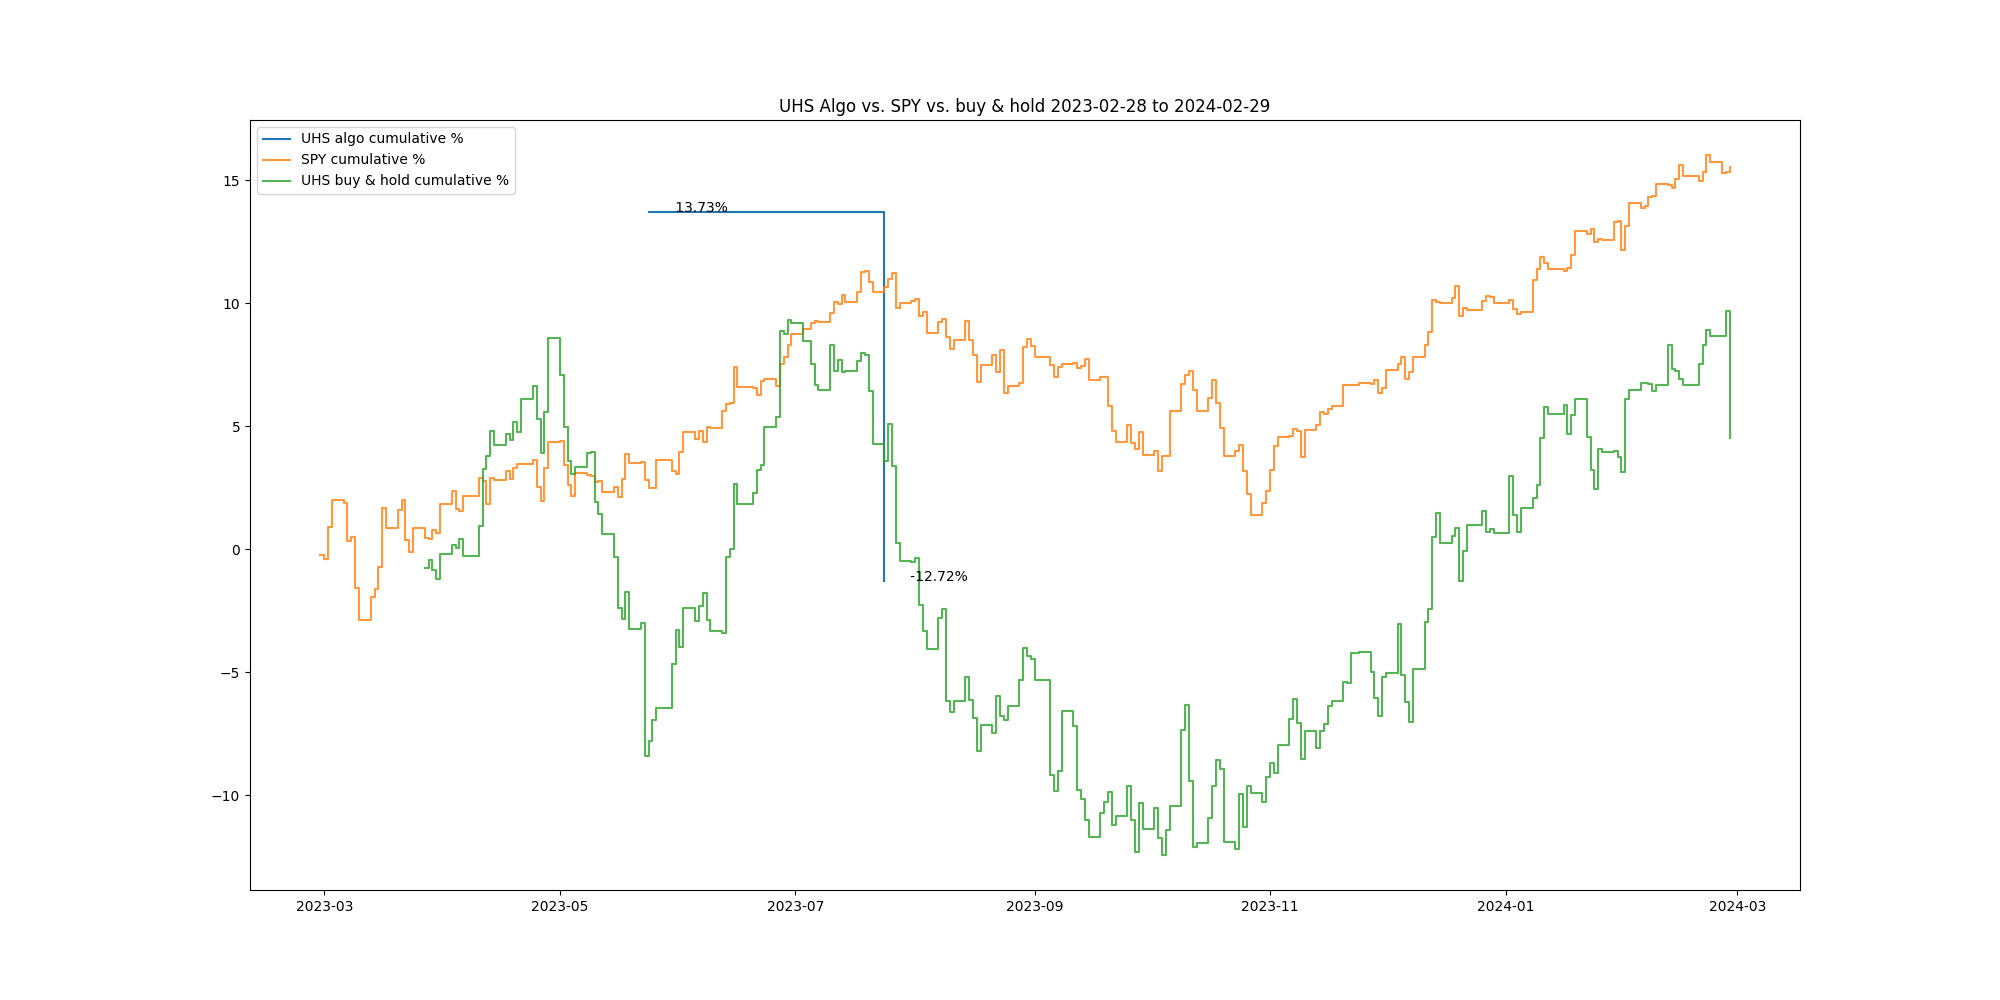 UHS Algo vs. SPY vs. buy & hold 2023-02-28 to 2024-02-29
UHS algo cumulative %
SPY cumulative %
UHS buy & hold cumulative %
15
10
5
0
−5
−10
13.73%
-12.72%
2023-03 2023-05 2023-07 2023-09 2023-11 2024-01 2024-03